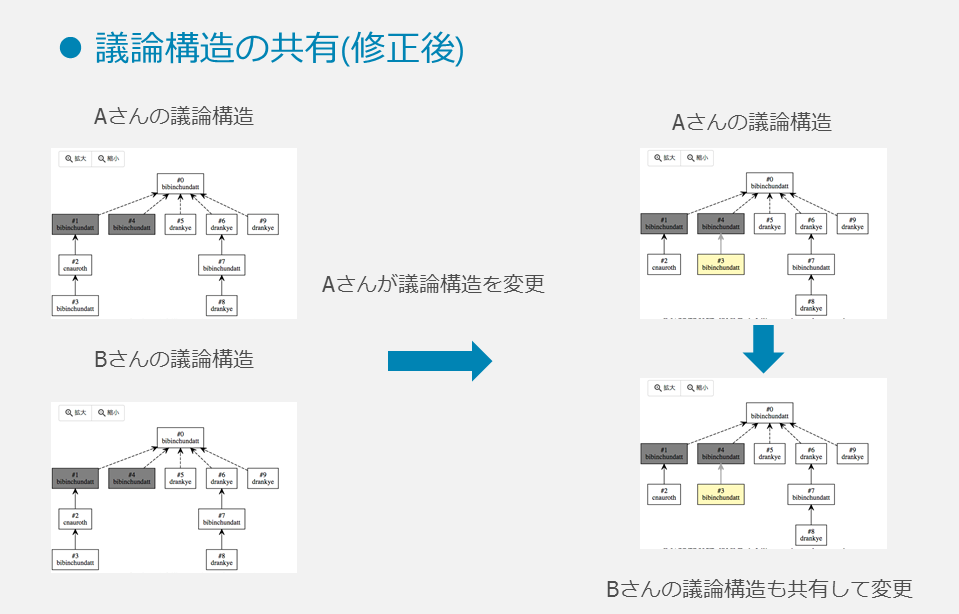 ● 議論構造の共有(修正後)
Aさんの議論構造
拡大 縮小
#0
bibinchundatt
#1 #4 #5 #6 #9
bibinchundatt bibinchundatt drankye drankye drankye
#2 #7
cnauroth bibinchundatt
#3 #8
bibinchundatt drankye
Bさんの議論構造
拡大 縮小
#0
bibinchundatt
#1 #4 #5 #6 #9
bibinchundatt bibinchundatt drankye drankye drankye
#2 #7
cnauroth bibinchundatt
#3 #8
bibinchundatt drankye
Aさんが議論構造を変更
Aさんの議論構造
拡大 縮小
#0
bibinchundatt
#1 #4 #5 #6 #9
bibinchundatt bibinchundatt drankye drankye drankye
#2 #3 #7
cnauroth bibinchundatt bibinchundatt
#8
drankye
拡大 縮小
#0
bibinchundatt
#1 #4 #5 #6 #9
bibinchundatt bibinchundatt drankye drankye drankye
#2 #3 #7
cnauroth bibinchundatt bibinchundatt
#8
drankye
Bさんの議論構造も共有して変更